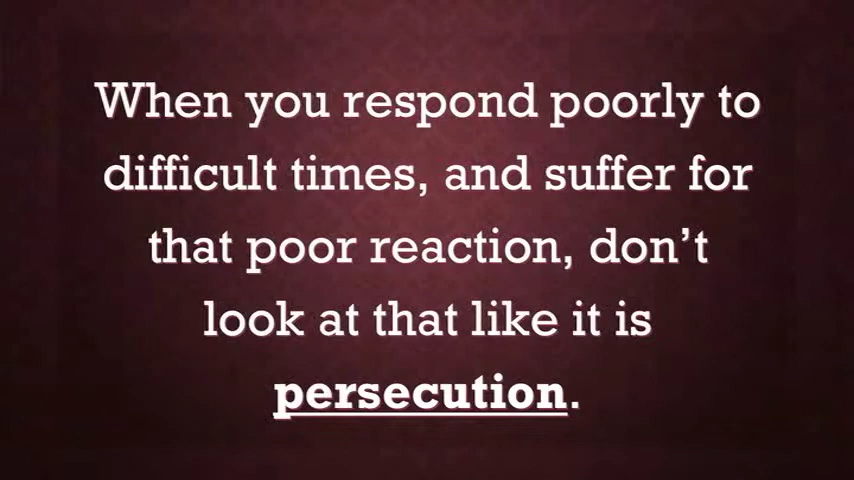 When you respond poorly to
difficult times, and suffer for
that poor reaction, don’t
look at that like it is
persecution.